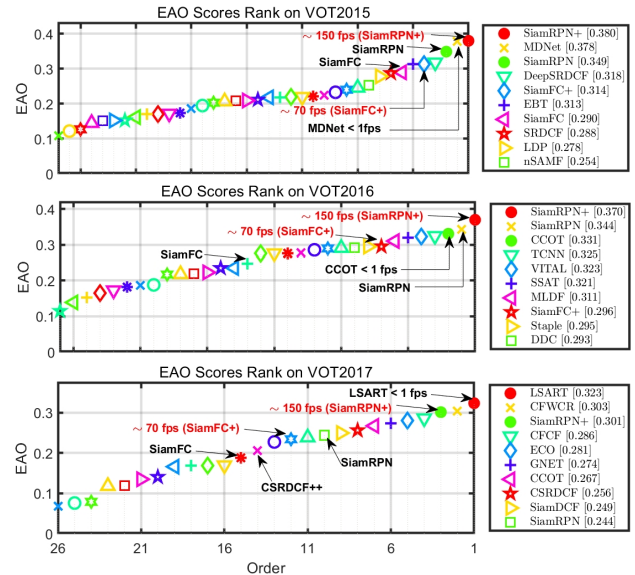 EAO Scores Rank on VOT2015
EAO
0.4
0.3
0.2
0.1
0
~ 150 fps (SiamRPN+)
SiamRPN
SiamFC
~ 70 fps (SiamFC+)
MDNet < 1fps
SiamRPN+ [0.380]
MDNet [0.378]
SiamRPN [0.349]
DeepSRDCF [0.318]
SiamFC+ [0.314]
EBT [0.313]
SiamFC [0.290]
SRDCF [0.288]
LDP [0.278]
nSAMF [0.254]
EAO Scores Rank on VOT2016
EAO
0.4
0.3
0.2
0.1
0
~ 150 fps (SiamRPN+)
~ 70 fps (SiamFC+)
SiamFC
CCOT < 1 fps
SiamRPN
SiamRPN+ [0.370]
SiamRPN [0.344]
CCOT [0.331]
TCNN [0.325]
VITAL [0.323]
SSAT [0.321]
MLDF [0.311]
SiamFC+ [0.296]
Staple [0.295]
DDC [0.293]
EAO Scores Rank on VOT2017
EAO
0.3
0.2
0.1
0
LSART < 1 fps
~ 150 fps (SiamRPN+)
~ 70 fps (SiamFC+)
SiamFC
SiamRPN
CSRDCF++
26
21
16
11
6
1
Order
LSART [0.323]
CFWCR [0.303]
SiamRPN+ [0.301]
CFCF [0.286]
ECO [0.281]
GNET [0.274]
CCOT [0.267]
CSRDCF [0.256]
SiamDCF [0.249]
SiamRPN [0.244]